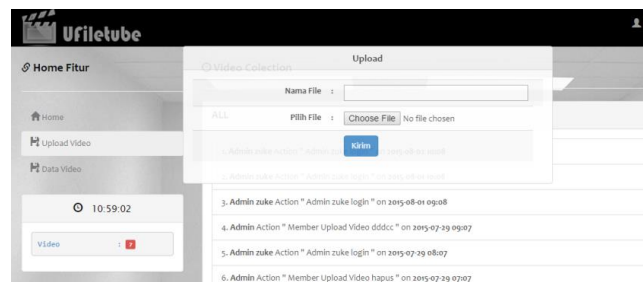 UFiletube
Home Fitur
Home
Upload Video
Data Video
10:59:02
Video :
Video Colection
ALL
Upload
Nama File :
Pilih File : Choose File No file chosen
Kirim
3. Admin zuke Action " Admin zuke login " on 2015-08-01 09:08
4. Admin Action " Member Upload Video dddcc " on 2015-07-29 09:07
5. Admin zuke Action " Admin zuke login " on 2015-07-29 08:07
6. Admin Action " Member Upload Video hapus " on 2015-07-29 07:07